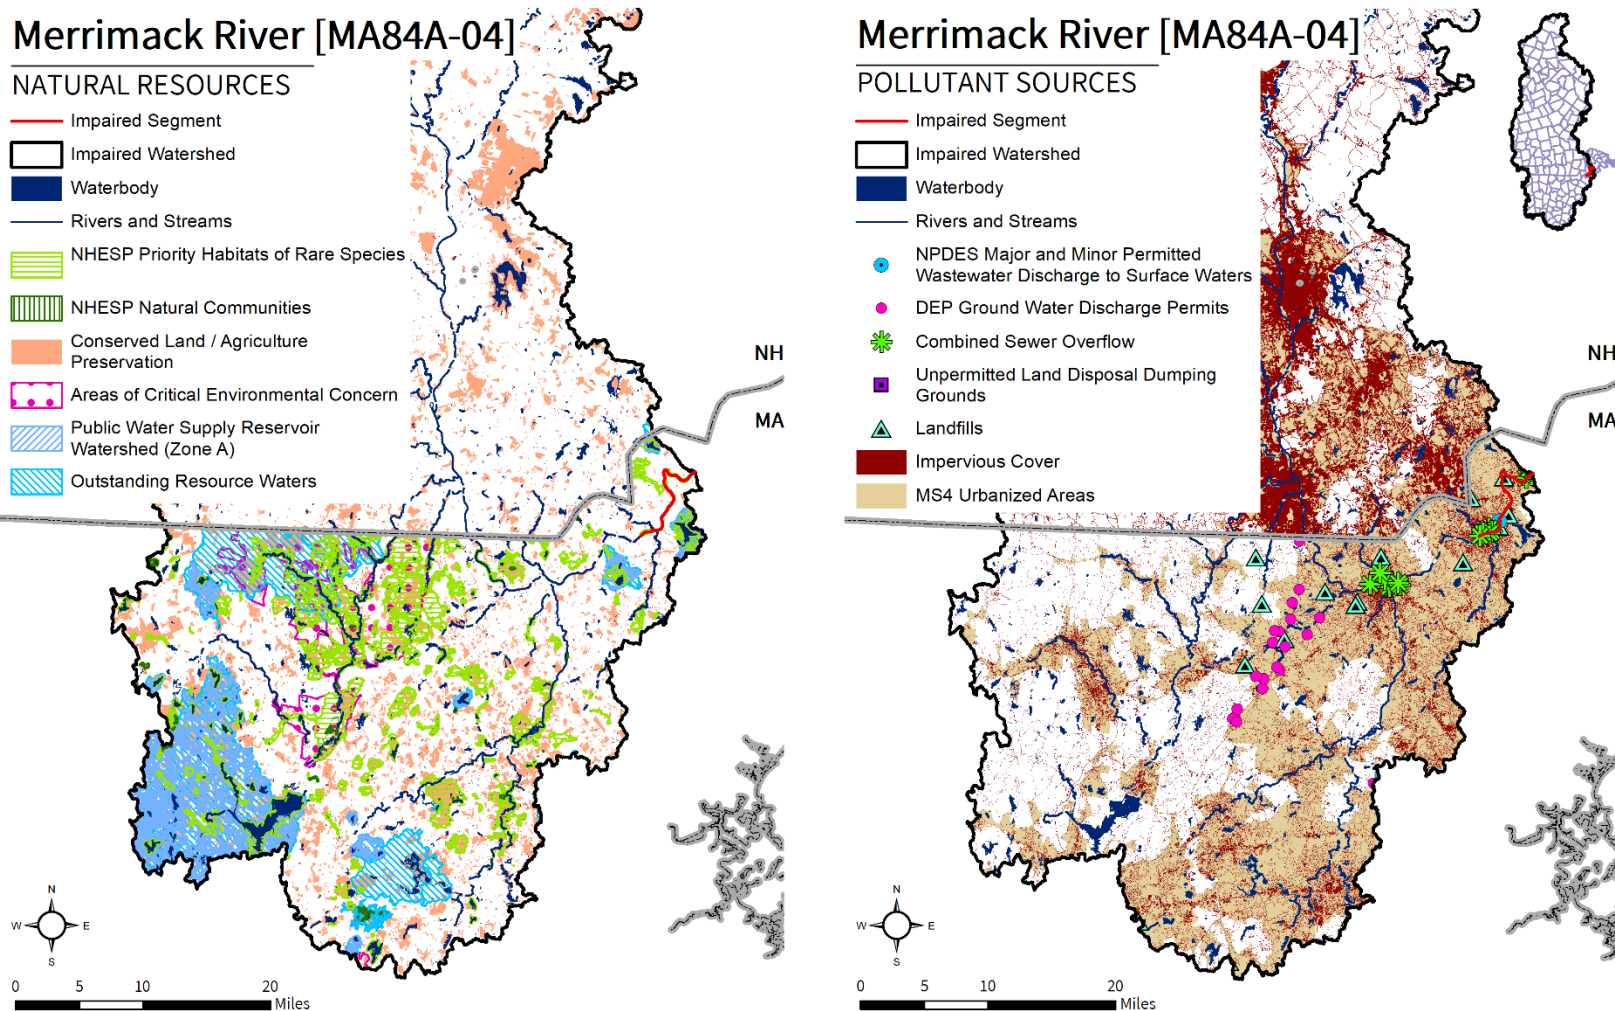 Merrimack River [MA84A-04]
NATURAL RESOURCES
Impaired Segment
Impaired Watershed
Waterbody
Rivers and Streams
NHESP Priority Habitats of Rare Species
NHESP Natural Communities
Conserved Land / Agriculture
Preservation
Areas of Critical Environmental Concern
Public Water Supply Reservoir
Watershed (Zone A)
Outstanding Resource Waters
NH
MA
N
W E
S
0 5 10 20
Miles
Merrimack River [MA84A-04]
POLLUTANT SOURCES
Impaired Segment
Impaired Watershed
Waterbody
Rivers and Streams
NPDES Major and Minor Permitted
Wastewater Discharge to Surface Waters
DEP Ground Water Discharge Permits
Combined Sewer Overflow
Unpermitted Land Disposal Dumping
Grounds
Landfills
Impervious Cover
MS4 Urbanized Areas
NH
MA
N
W E
S
0 5 10 20
Miles